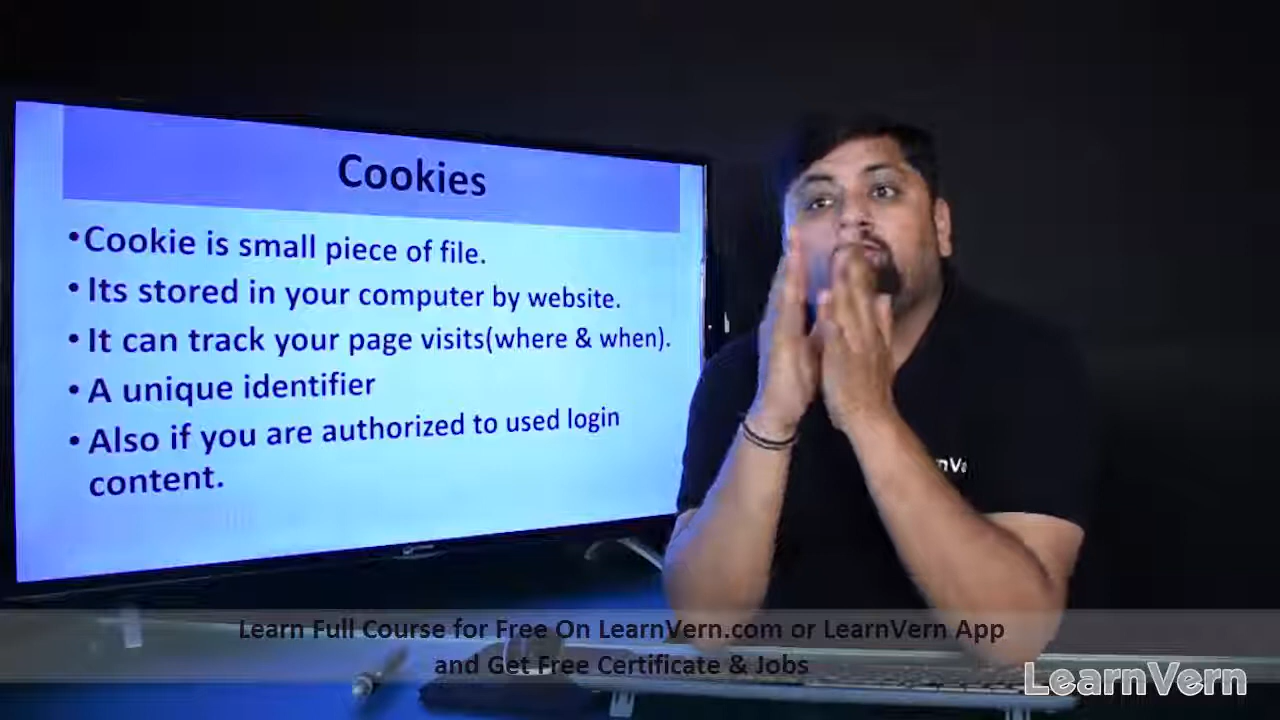 Cookies
•Cookie is small piece of file.
• Its stored in your computer by website.
• It can track your page visits(where & when).
• A unique identifier
• Also if you are authorized to used login
content.
Learn Full Course for Free On LearnVern.com or LearnVern App
and Get Free Certificate & Jobs
LearnVern